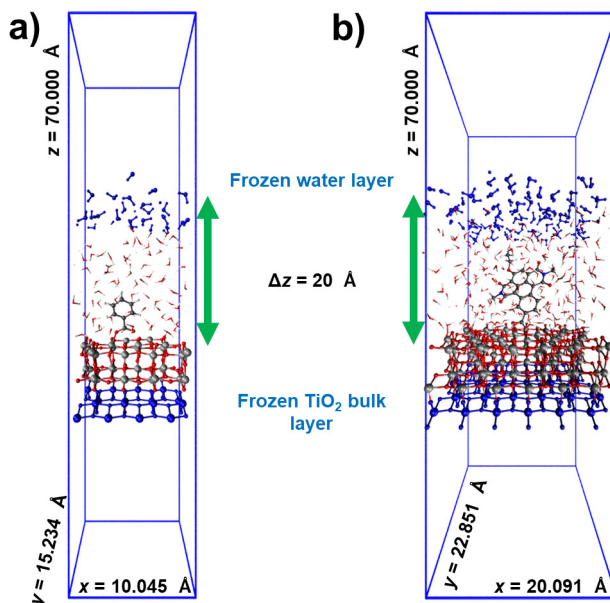 a)
z = 70.000 Å
y = 15.234 Å
x = 10.045 Å
Frozen water layer
Δz = 20 Å
Frozen TiO₂ bulk
layer
b)
z = 70.000 Å
y = 22.851 Å
x = 20.091 Å